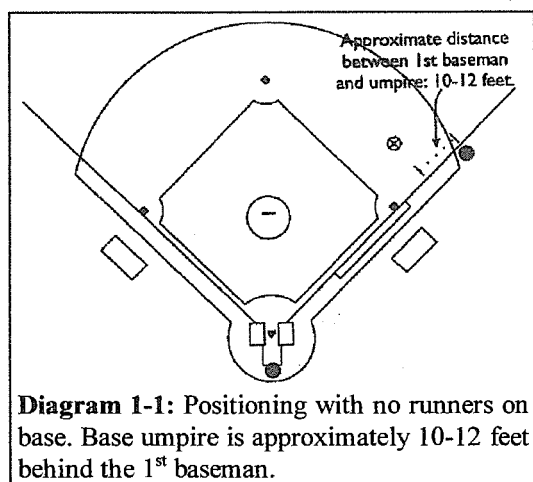 Approximate distance
between 1st baseman
and umpire: 10-12 feet
Diagram 1-1: Positioning with no runners on
base. Base umpire is approximately 10-12 feet
behind the 1st baseman.